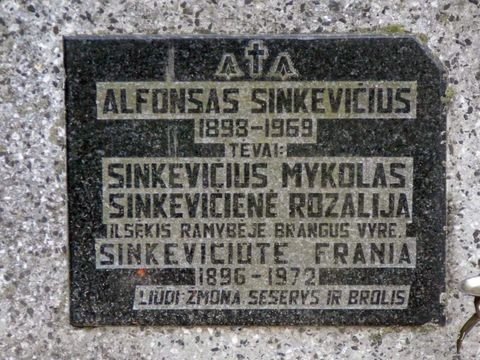 A†A
ALFONSAS SINKEVIČIUS
1898-1969
TĖVAI:
SINKEVIČIUS MYKOLAS
SINKEVIČIENĖ ROZALIJA
ILSĖKIS RAMYBĖJE BRANGUS VYRE.
SINKEVICIŪTĖ FRANIA
1896-1972
LIŪDI ŽMONA SESERYS IR BROLIS